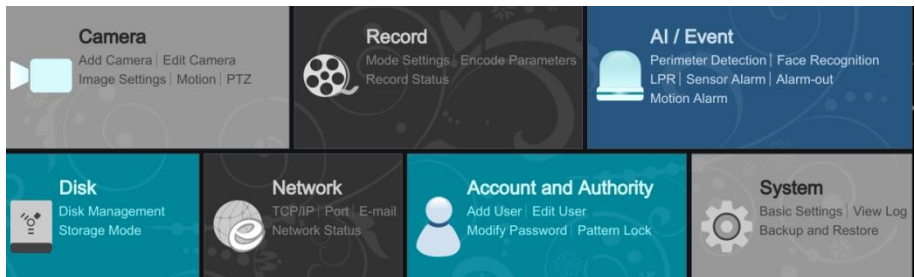 Camera
Add Camera | Edit Camera
Image Settings | Motion | PTZ
Record
Mode Settings | Encode Parameters
Record Status
AI / Event
Perimeter Detection | Face Recognition
LPR | Sensor Alarm | Alarm-out
Motion Alarm
Disk
Disk Management
Storage Mode
Network
TCP/IP | Port | E-mail
Network Status
Account and Authority
Add User | Edit User
Modify Password | Pattern Lock
System
Basic Settings | View Log
Backup and Restore